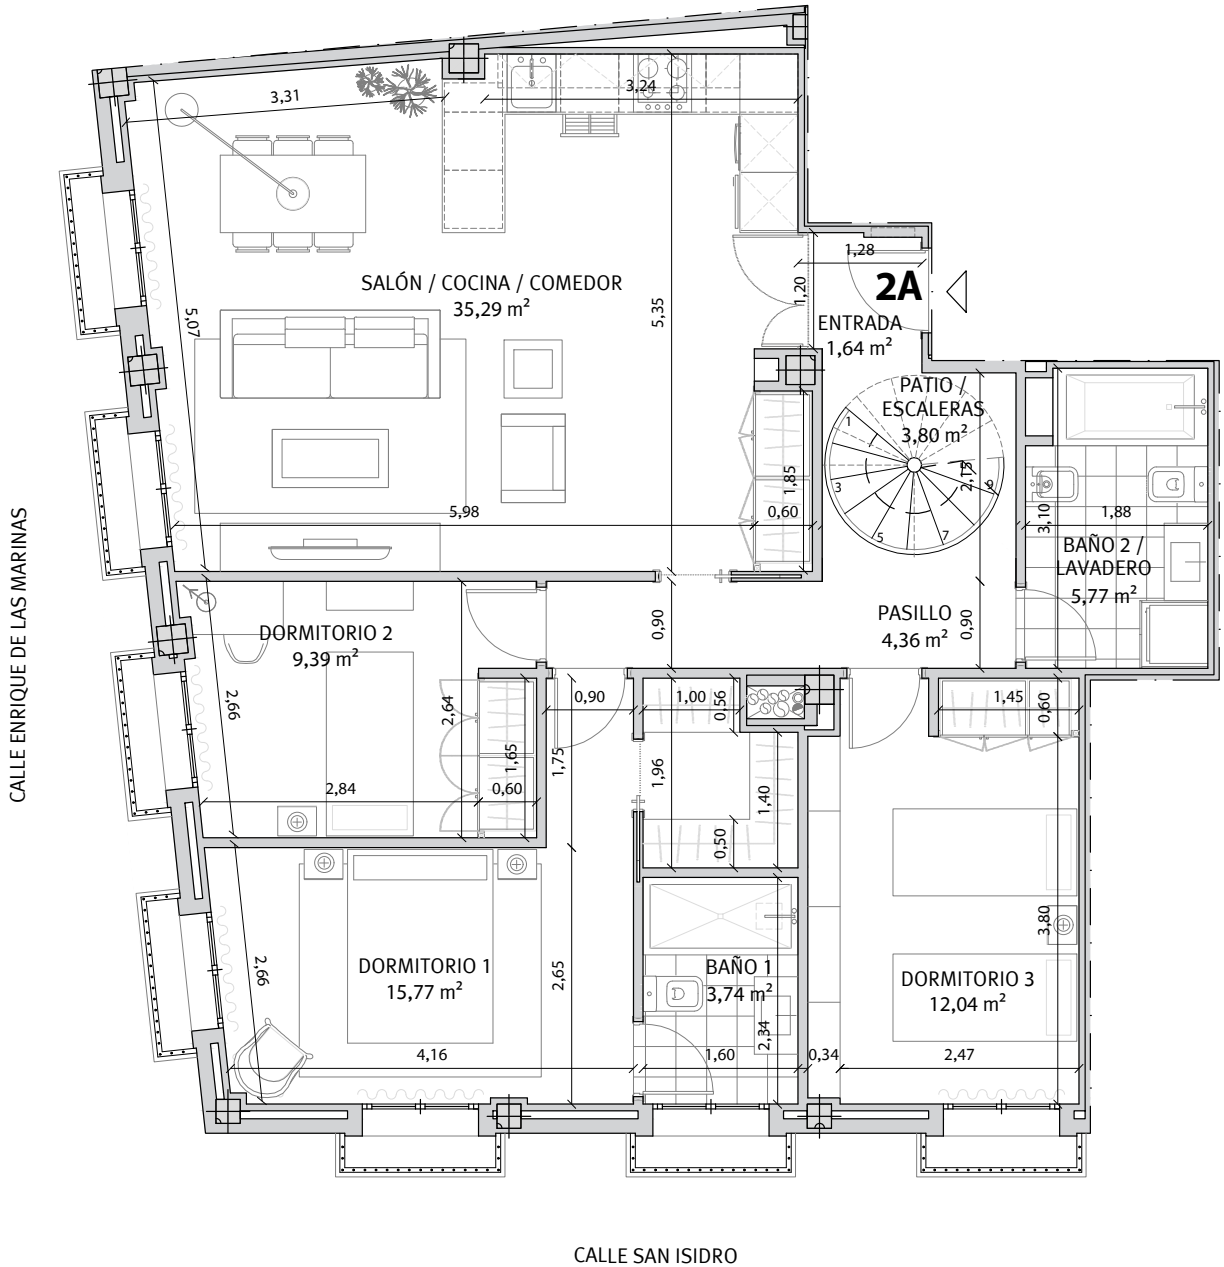 3,31
3,24
SALÓN / COCINA / COMEDOR
35,29 m²
5,07
5,35
1,28
1,20
2A
ENTRADA
1,64 m²
PATIO /
ESCALERAS
3,80 m²
1
3
5
7
9
2,15
1,85
5,98
0,60
3,10
1,88
BAÑO 2 /
LAVADERO
5,77 m²
PASILLO
4,36 m²
0,90
0,90
DORMITORIO 2
9,39 m²
2,66
2,64
1,65
2,84
0,60
0,90
1,75
1,00
0,56
1,96
1,40
0,50
1,45
0,60
DORMITORIO 1
15,77 m²
2,66
2,65
4,16
BAÑO 1
3,74 m²
2,34
1,60
0,34
DORMITORIO 3
12,04 m²
3,80
2,47
CALLE ENRIQUE DE LAS MARINAS
CALLE SAN ISIDRO